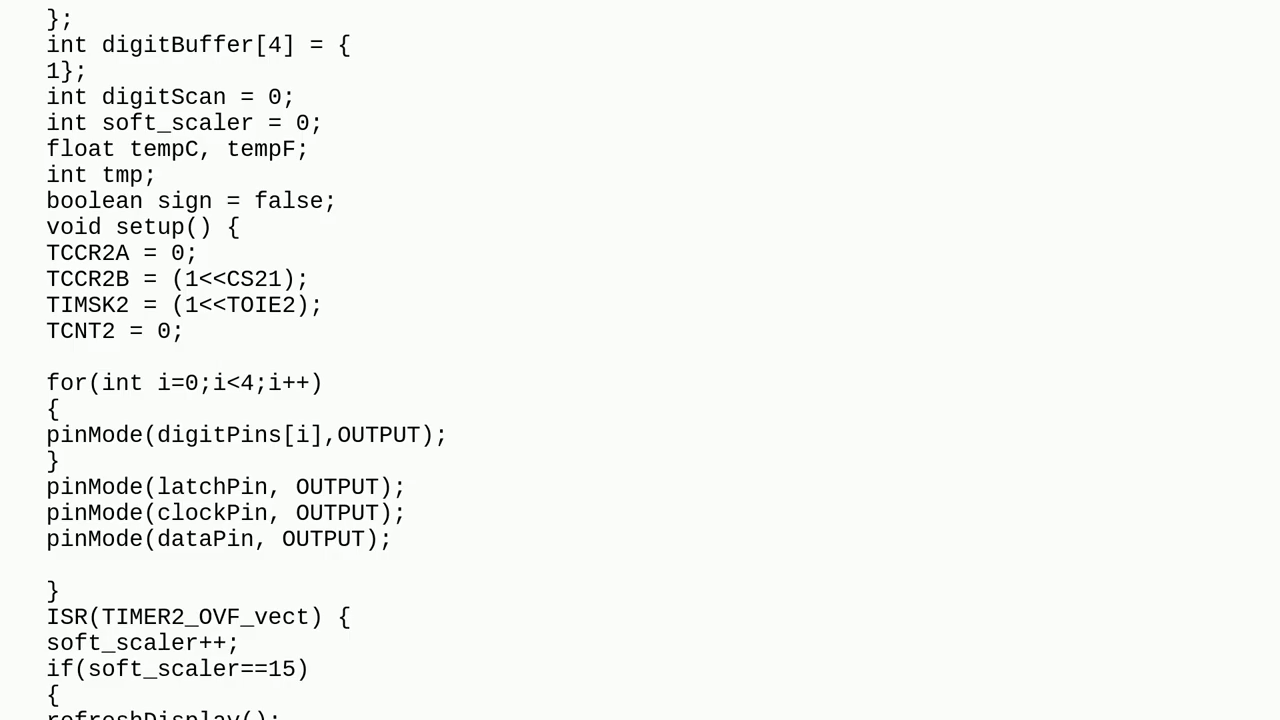 };
int digitBuffer[4] = {
1};
int digitScan = 0;
int soft_scaler = 0;
float tempC, tempF;
int tmp;
boolean sign = false;
void setup() {
TCCR2A = 0;
TCCR2B = (1<<CS21);
TIMSK2 = (1<<TOIE2);
TCNT2 = 0;
for(int i=0;i<4;i++)
{
pinMode(digitPins[i],OUTPUT);
}
pinMode(latchPin, OUTPUT);
pinMode(clockPin, OUTPUT);
pinMode(dataPin, OUTPUT);
}
ISR(TIMER2_OVF_vect) {
soft_scaler++;
if(soft_scaler==15)
{
refreshDisplay();